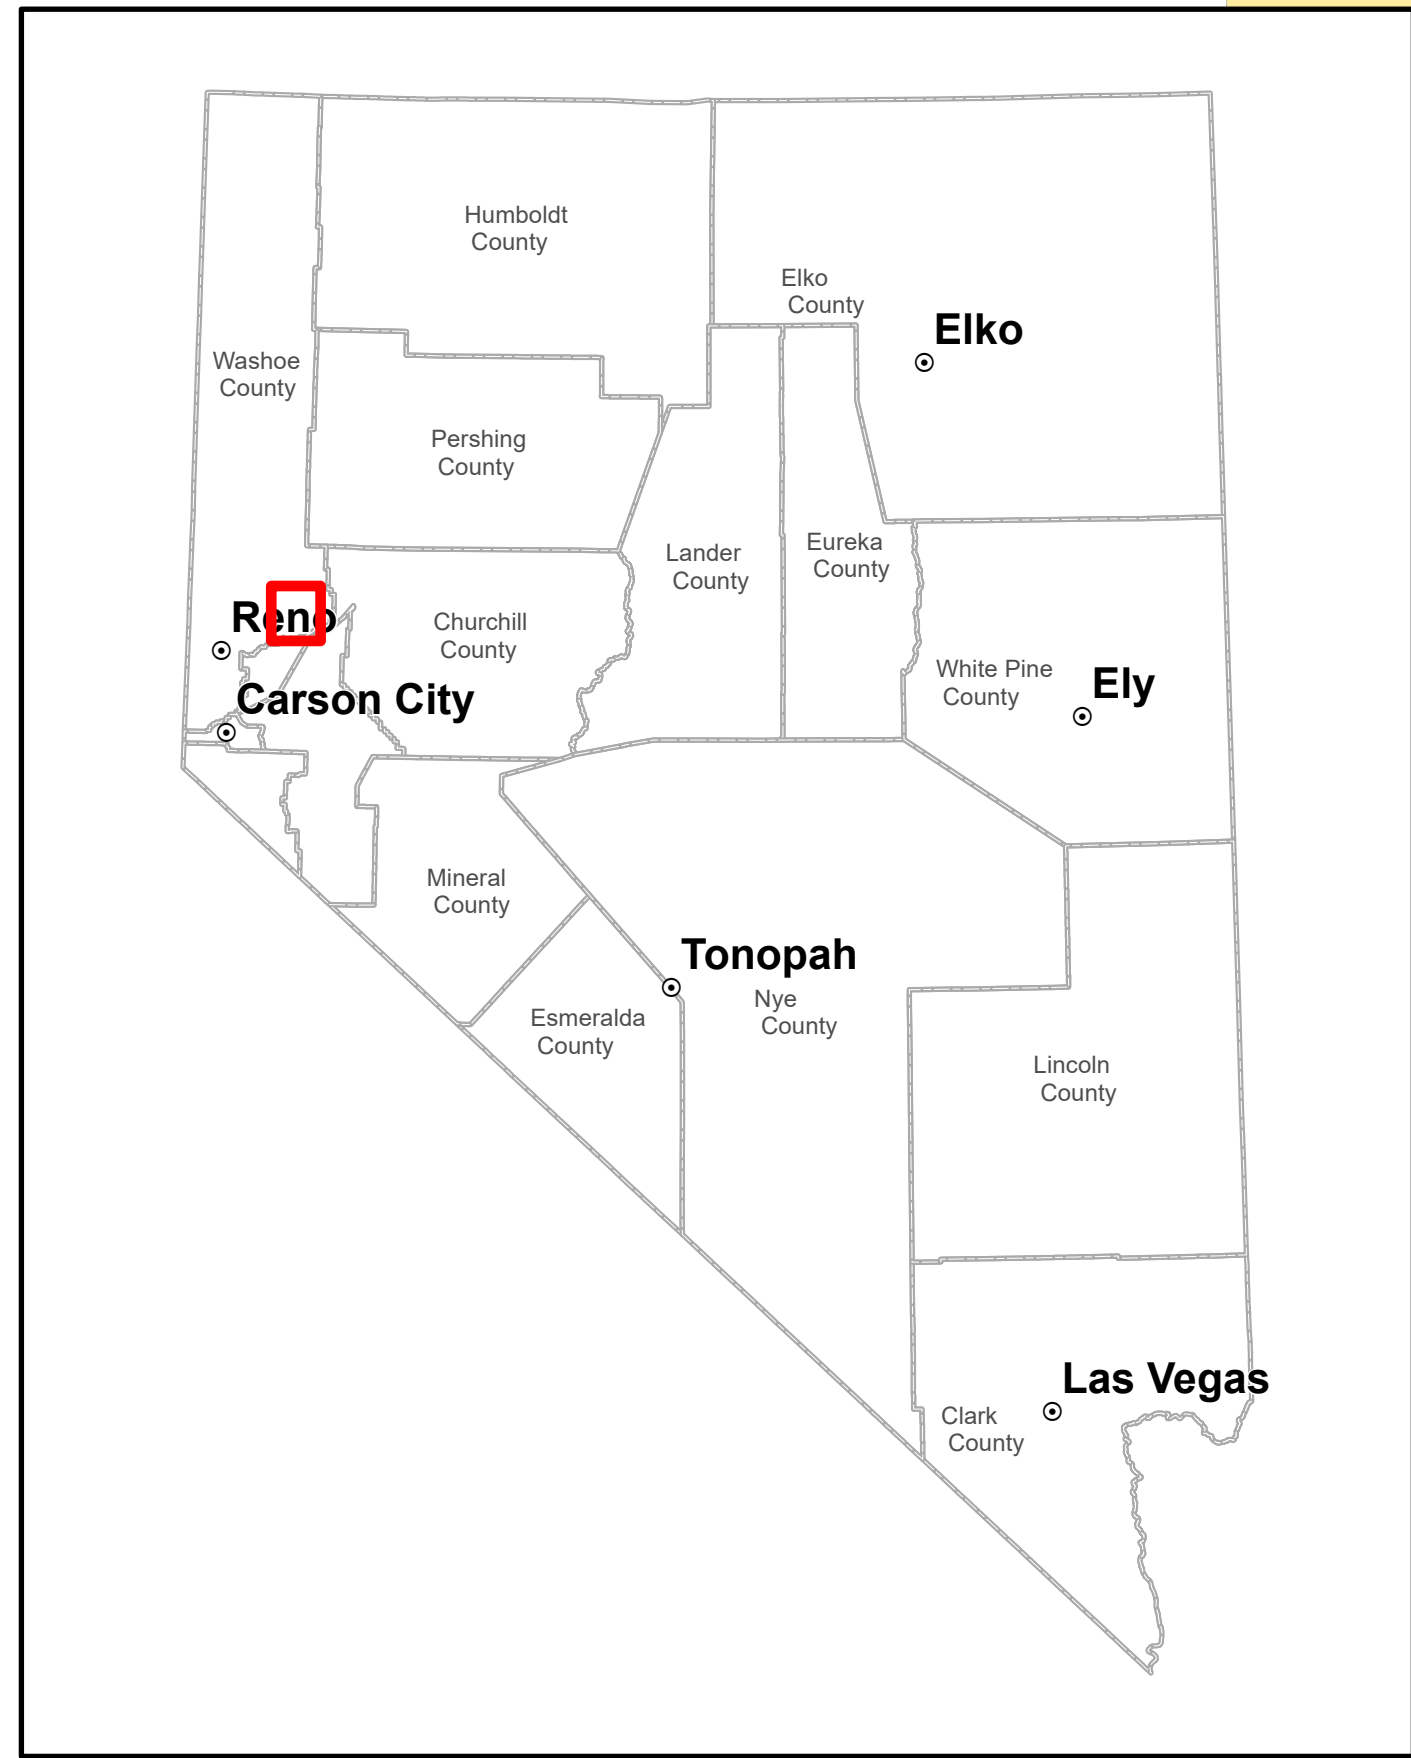 Humboldt
County
Elko
County
Elko
Washoe
County
Pershing
County
Lander
County
Eureka
County
Reno
Churchill
County
White Pine
County
Ely
Carson City
Mineral
County
Tonopah
Nye
County
Esmeralda
County
Lincoln
County
Las Vegas
Clark
County